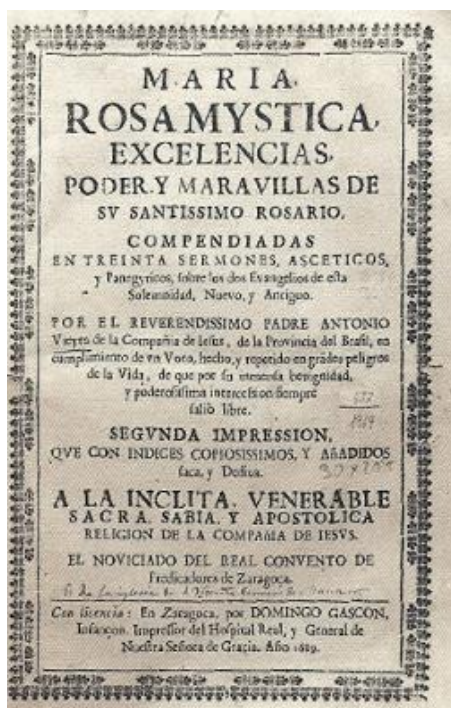 MARIA,
ROSA MYSTICA,
EXCELENCIAS,
PODER, Y MARAVILLAS DE
SV SANTISSIMO ROSARIO,
COMPENDIADAS
EN TREINTA SERMONES, ASCETICOS,
y Panegyricos, sobre los dos Evangelios de esta
Solemnidad, Nuevo, y Antiguo.
POR EL REVERENDISSIMO PADRE ANTONIO
Vieyra de la Compañia de Iesus, de la Provincia del Brasil, en
cumplimiento de vn Voto, hecho, y repetido en grãdes peligros
de la Vida, de que por su inmensa benignidad,
y poderosissima intercession siempre
saliò libre.
SEGVNDA IMPRESSION,
QVE CON INDICES COPIOSISSIMOS, Y AÑADIDOS
saca, y Dedica.
A LA INCLITA, VENERABLE
SACRA, SABIA, Y APOSTOLICA
RELIGION DE LA COMPAÑIA DE IESVS.
EL NOVICIADO DEL REAL CONVENTO DE
Predicadores de Zaragoça.
Con licencia: En Zaragoça, por DOMINGO GASCON,
Infançon, Impressor del Hospital Real, y General de
Nuestra Señora de Gracia. Año 1689.